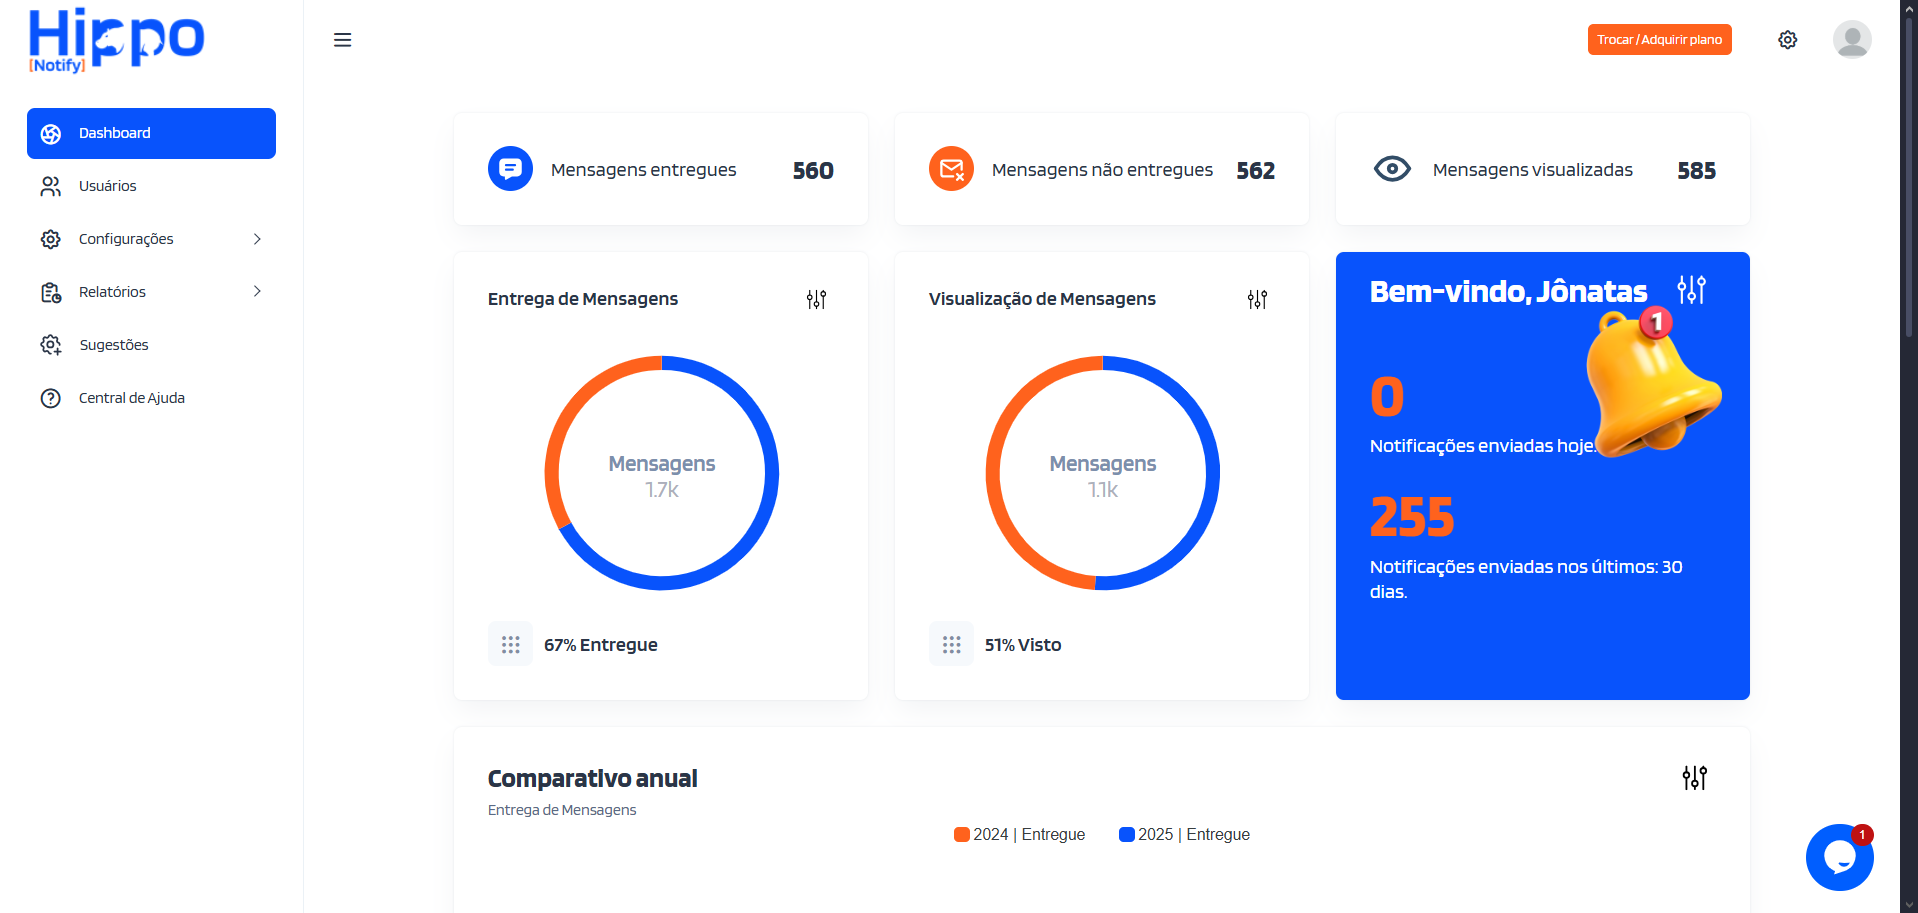 Hippo
[Notify]
Trocar / Adquirir plano
Dashboard
Usuários
Configurações
Relatórios
Sugestões
Central de Ajuda
Mensagens entregues 560
Mensagens não entregues 562
Mensagens visualizadas 585
Entrega de Mensagens
Mensagens
1.7k
67% Entregue
Visualização de Mensagens
Mensagens
1.1k
51% Visto
Bem-vindo, Jônatas
1
0
Notificações enviadas hoje.
255
Notificações enviadas nos últimos: 30
dias.
Comparativo anual
Entrega de Mensagens
2024 | Entregue
2025 | Entregue
1